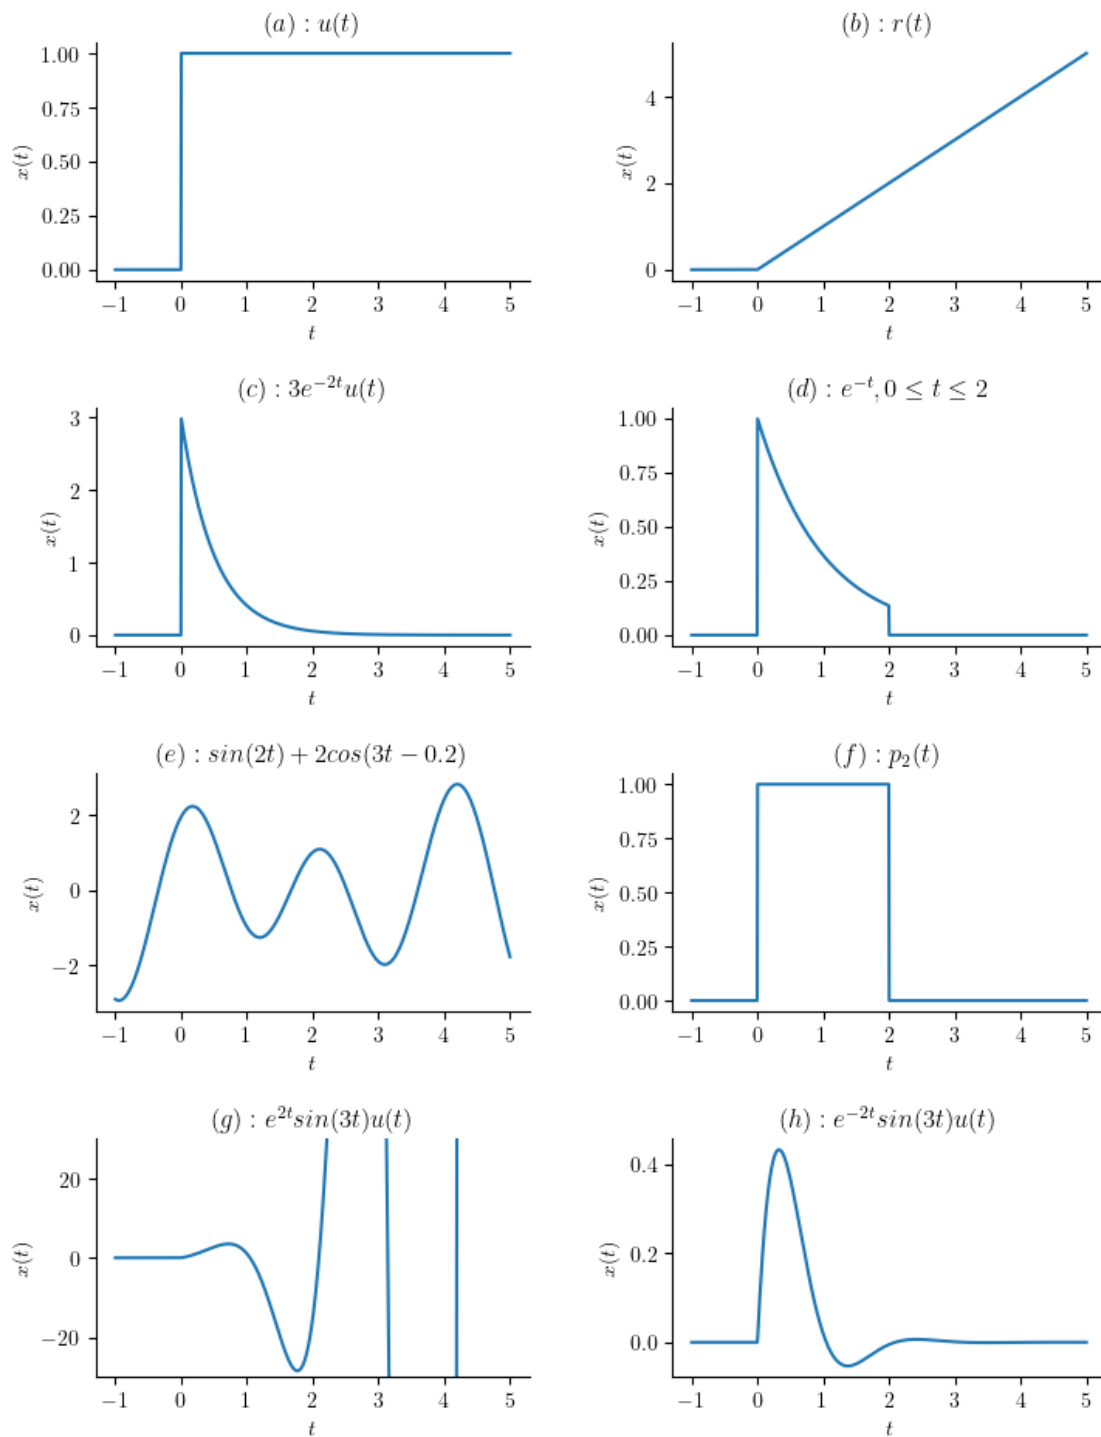 (a) : u(t)
1.00
0.75
0.50
0.25
0.00
x(t)
−1 0 1 2 3 4 5
t
(b) : r(t)
4
2
0
x(t)
−1 0 1 2 3 4 5
t
(c) : 3e^{−2t}u(t)
3
2
1
0
x(t)
−1 0 1 2 3 4 5
t
(d) : e^{−t}, 0 ≤ t ≤ 2
1.00
0.75
0.50
0.25
0.00
x(t)
−1 0 1 2 3 4 5
t
(e) : sin(2t) + 2cos(3t − 0.2)
2
0
−2
x(t)
−1 0 1 2 3 4 5
t
(f) : p_2(t)
1.00
0.75
0.50
0.25
0.00
x(t)
−1 0 1 2 3 4 5
t
(g) : e^{2t}sin(3t)u(t)
20
0
−20
x(t)
−1 0 1 2 3 4 5
t
(h) : e^{−2t}sin(3t)u(t)
0.4
0.2
0.0
x(t)
−1 0 1 2 3 4 5
t